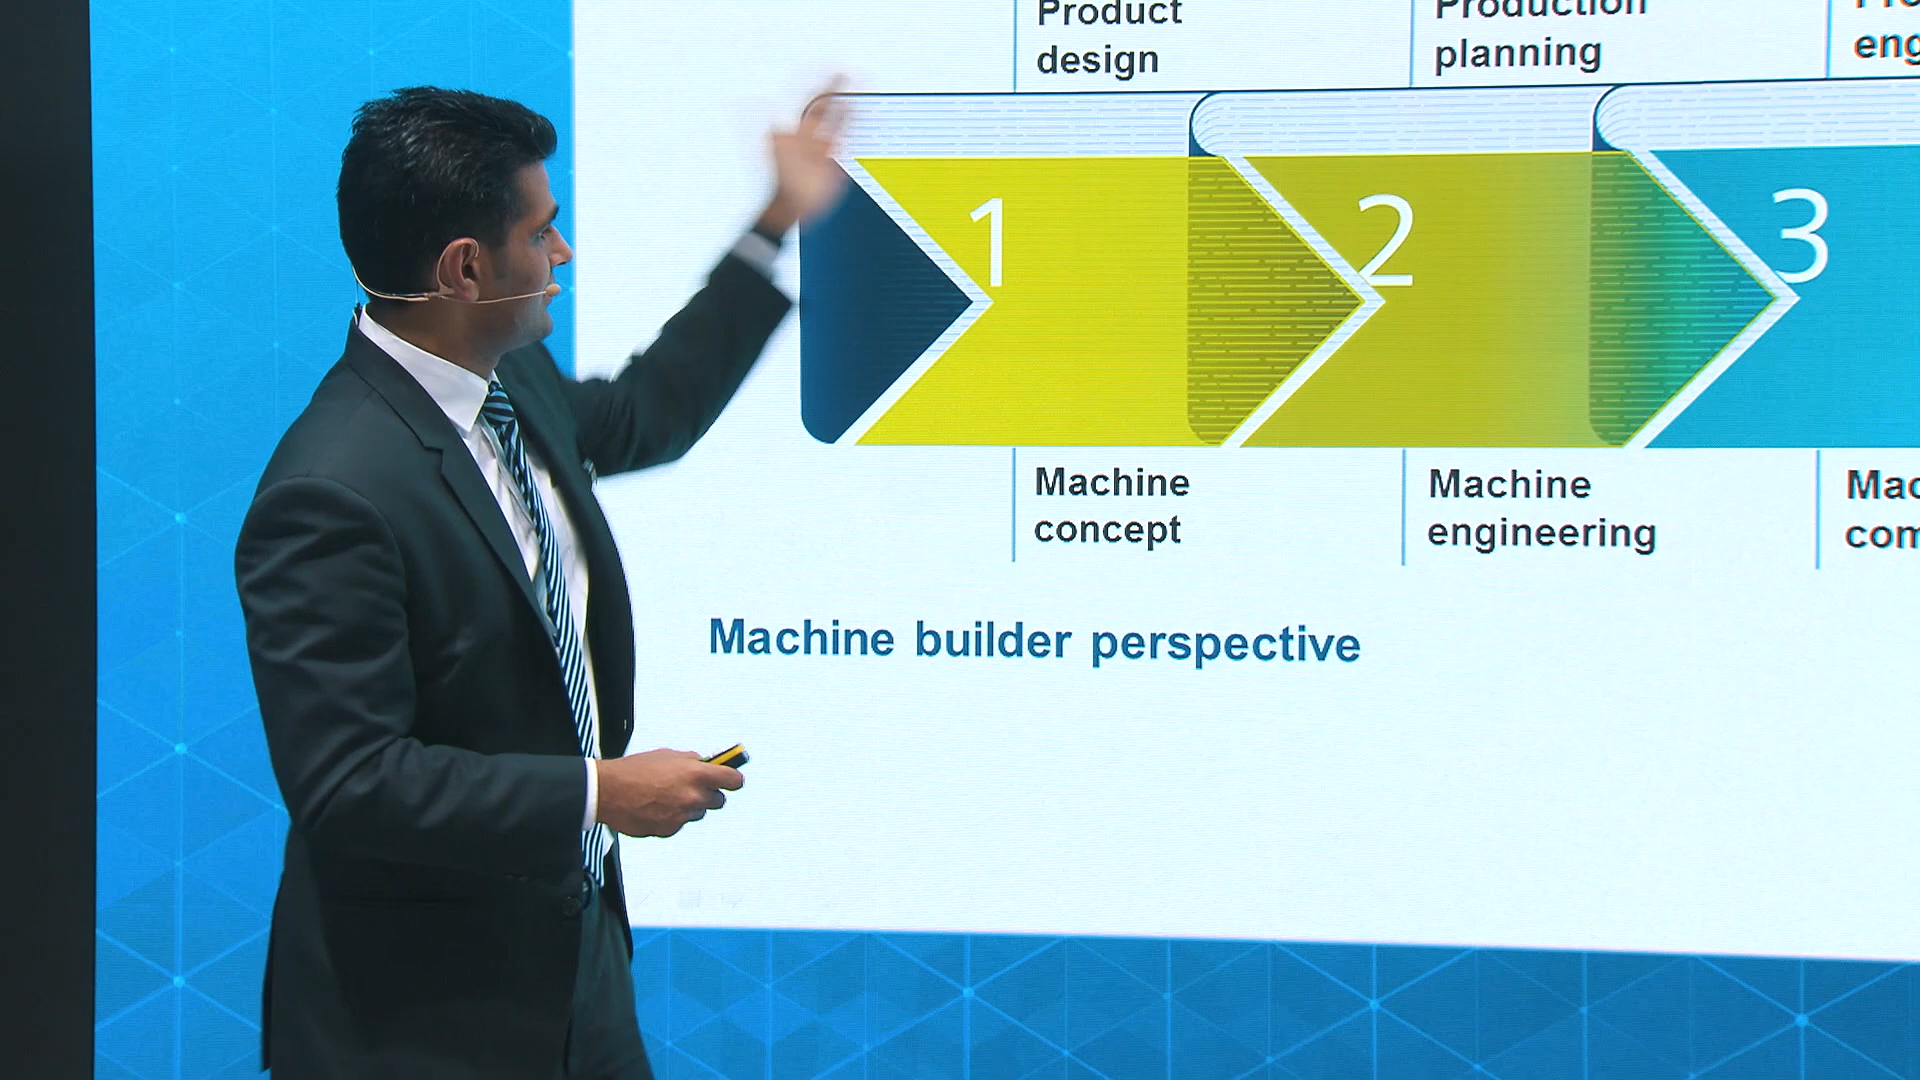 Product
design
Production
planning
1
2
3
Machine
concept
Machine
engineering
Machine builder perspective